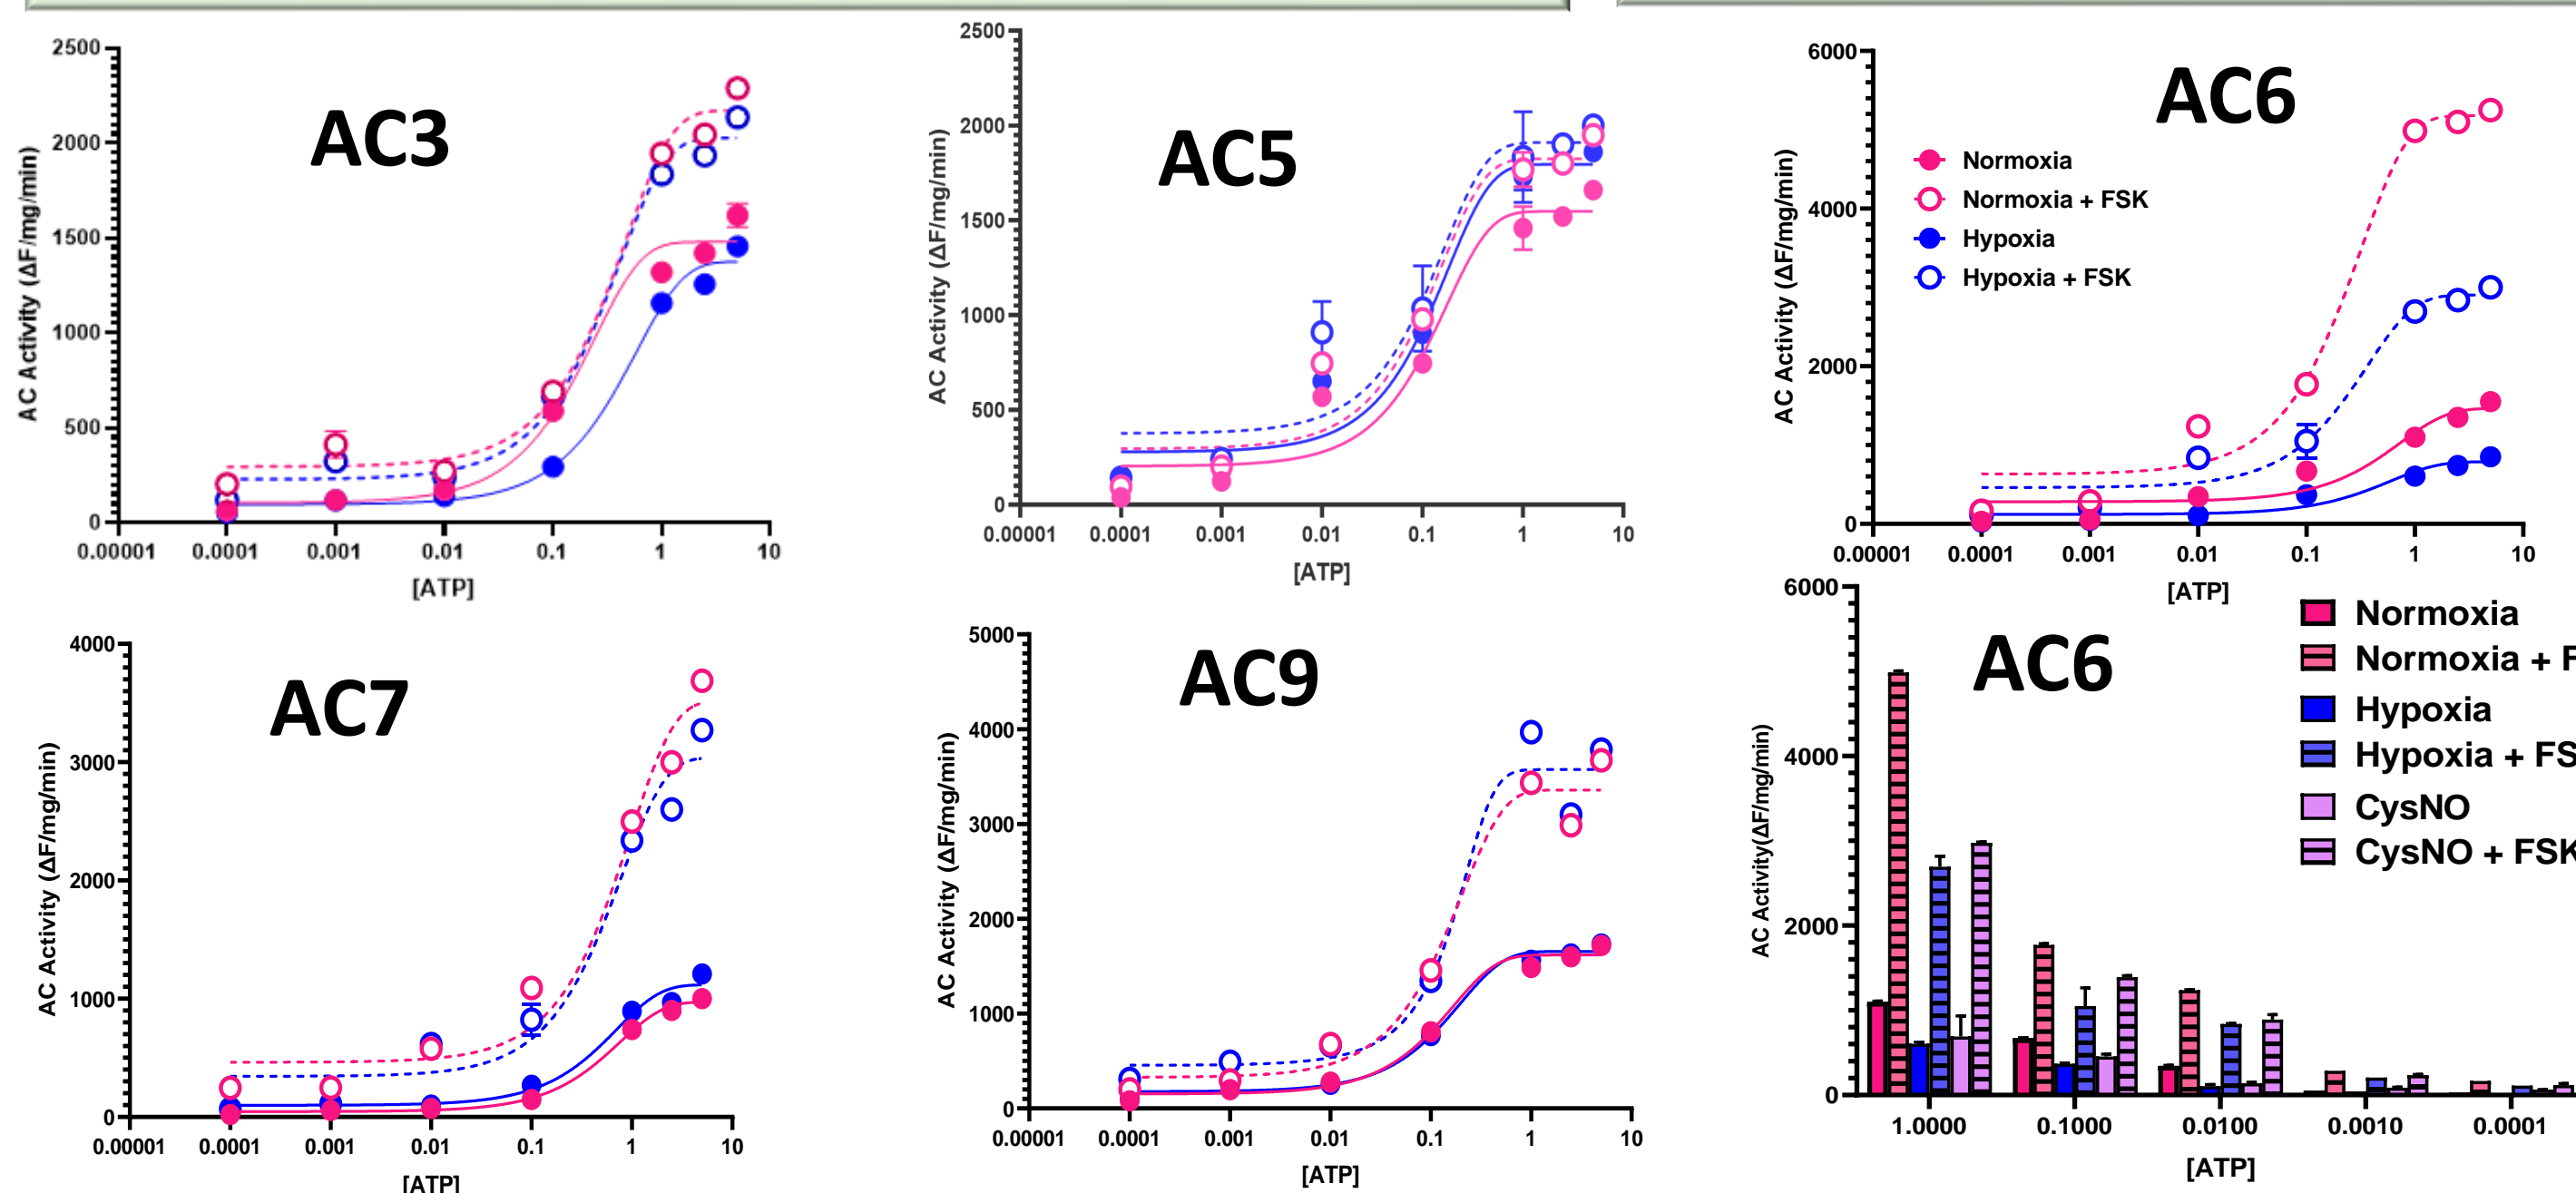 AC3
2500
2000
1500
1000
500
0
AC Activity (ΔF/mg/min)
0.00001 0.0001 0.001 0.01 0.1 1 10
[ATP]
AC5
2500
2000
1500
1000
500
0
AC Activity (ΔF/mg/min)
0.00001 0.0001 0.001 0.01 0.1 1 10
[ATP]
AC6
6000
4000
2000
0
AC Activity (ΔF/mg/min)
Normoxia
Normoxia + FSK
Hypoxia
Hypoxia + FSK
0.00001 0.0001 0.001 0.01 0.1 1 10
[ATP]
AC7
4000
3000
2000
1000
0
AC Activity (ΔF/mg/min)
0.00001 0.0001 0.001 0.01 0.1 1 10
[ATP]
AC9
5000
4000
3000
2000
1000
0
AC Activity (ΔF/mg/min)
0.00001 0.0001 0.001 0.01 0.1 1 10
[ATP]
AC6
6000
4000
2000
0
AC Activity(ΔF/mg/min)
Normoxia
Normoxia + F
Hypoxia
Hypoxia + FS
CysNO
CysNO + FSK
1.0000 0.1000 0.0100 0.0010 0.0001
[ATP]